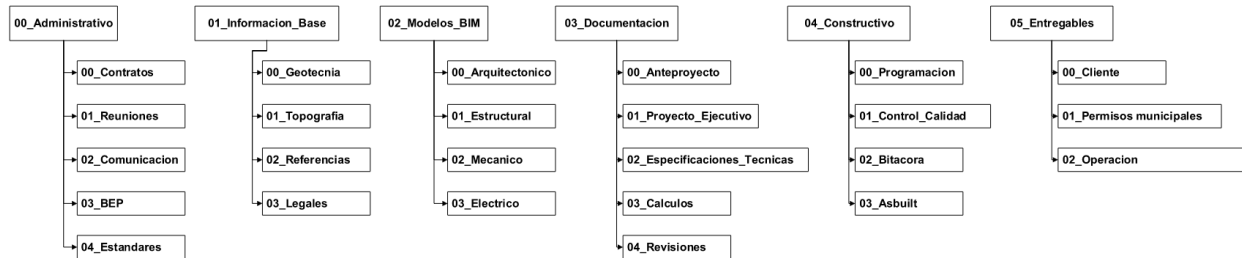 00_Administrativo
00_Contratos
01_Reuniones
02_Comunicacion
03_BEP
04_Estandares
01_Informacion_Base
00_Geotecnia
01_Topografia
02_Referencias
03_Legales
02_Modelos_BIM
00_Arquitectonico
01_Estructural
02_Mecanico
03_Electrico
03_Documentacion
00_Anteproyecto
01_Proyecto_Ejecutivo
02_Especificaciones_Tecnicas
03_Calculos
04_Revisiones
04_Constructivo
00_Programacion
01_Control_Calidad
02_Bitacora
03_Asbuilt
05_Entregables
00_Cliente
01_Permisos municipales
02_Operacion